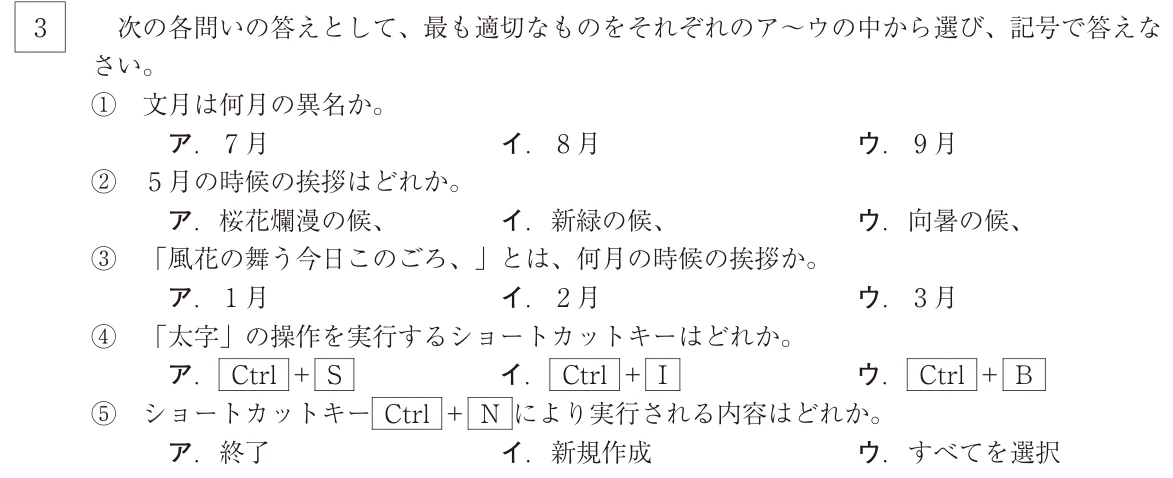 3　次の各問いの答えとして、最も適切なものをそれぞれのア～ウの中から選び、記号で答えな
さい。
①　文月は何月の異名か。
ア．７月　イ．８月　ウ．９月
②　５月の時候の挨拶はどれか。
ア．桜花爛漫の候、　イ．新緑の候、　ウ．向暑の候、
③　「風花の舞う今日このごろ、」とは、何月の時候の挨拶か。
ア．１月　イ．２月　ウ．３月
④　「太字」の操作を実行するショートカットキーはどれか。
ア．Ctrl＋S　イ．Ctrl＋I　ウ．Ctrl＋B
⑤　ショートカットキーCtrl＋Nにより実行される内容はどれか。
ア．終了　イ．新規作成　ウ．すべてを選択